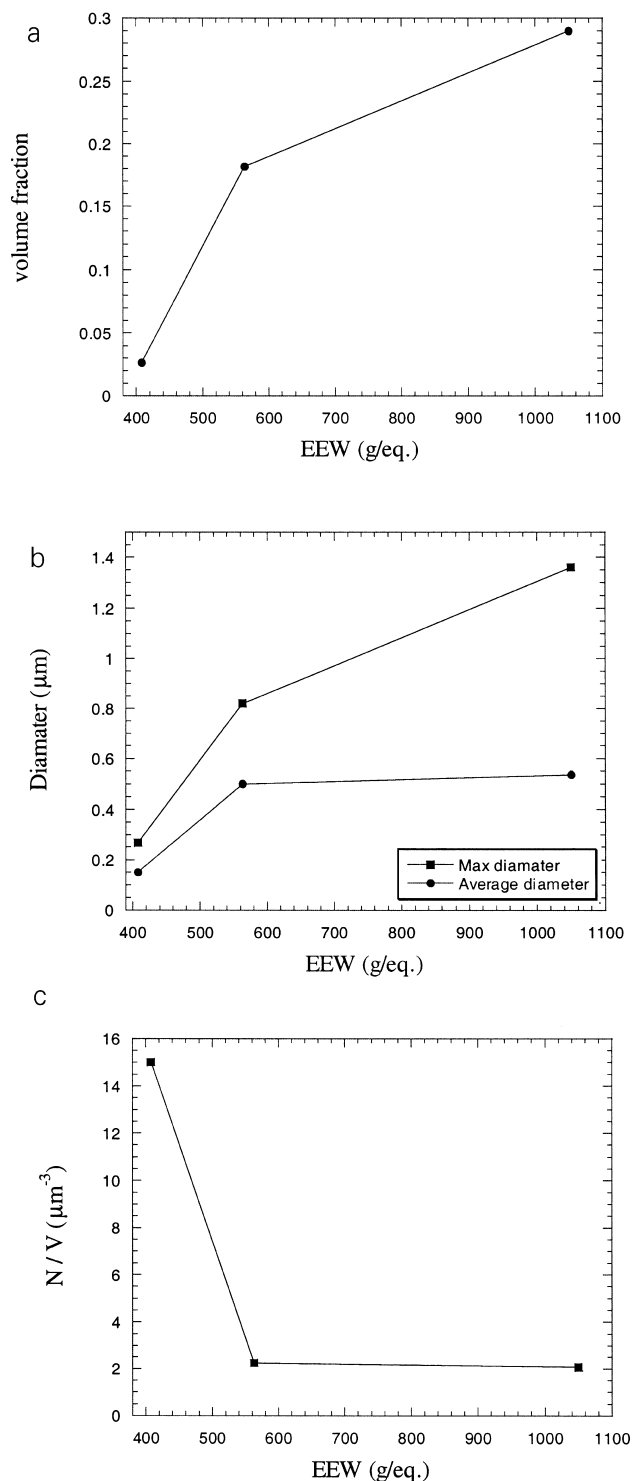 a
0.3
0.25
0.2
0.15
0.1
0.05
0
volume fraction
400 500 600 700 800 900 1000 1100
EEW (g/eq.)
b
1.4
1.2
1
0.8
0.6
0.4
0.2
0
Diamater (μm)
Max diamater
Average diameter
400 500 600 700 800 900 1000 1100
EEW (g/eq.)
c
16
14
12
10
8
6
4
2
0
N / V (μm⁻³)
400 500 600 700 800 900 1000 1100
EEW (g/eq.)